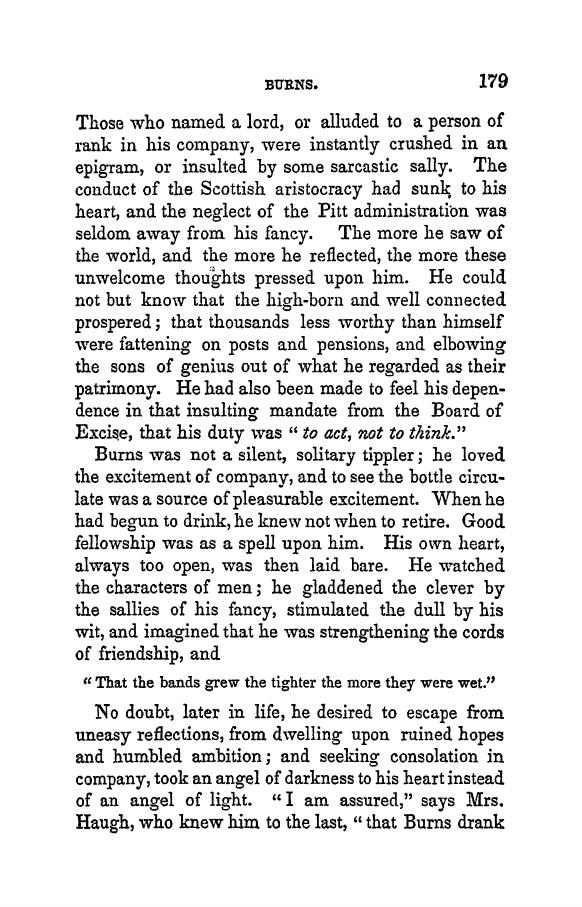 BURNS. 179
Those who named a lord, or alluded to a person of
rank in his company, were instantly crushed in an
epigram, or insulted by some sarcastic sally. The
conduct of the Scottish aristocracy had sunk to his
heart, and the neglect of the Pitt administration was
seldom away from his fancy. The more he saw of
the world, and the more he reflected, the more these
unwelcome thoughts pressed upon him. He could
not but know that the high-born and well connected
prospered; that thousands less worthy than himself
were fattening on posts and pensions, and elbowing
the sons of genius out of what he regarded as their
patrimony. He had also been made to feel his depen-
dence in that insulting mandate from the Board of
Excise, that his duty was "to act, not to think."
Burns was not a silent, solitary tippler; he loved
the excitement of company, and to see the bottle circu-
late was a source of pleasurable excitement. When he
had begun to drink, he knew not when to retire. Good
fellowship was as a spell upon him. His own heart,
always too open, was then laid bare. He watched
the characters of men; he gladdened the clever by
the sallies of his fancy, stimulated the dull by his
wit, and imagined that he was strengthening the cords
of friendship, and
"That the bands grew the tighter the more they were wet."
No doubt, later in life, he desired to escape from
uneasy reflections, from dwelling upon ruined hopes
and humbled ambition; and seeking consolation in
company, took an angel of darkness to his heart instead
of an angel of light. "I am assured," says Mrs.
Haugh, who knew him to the last, "that Burns drank